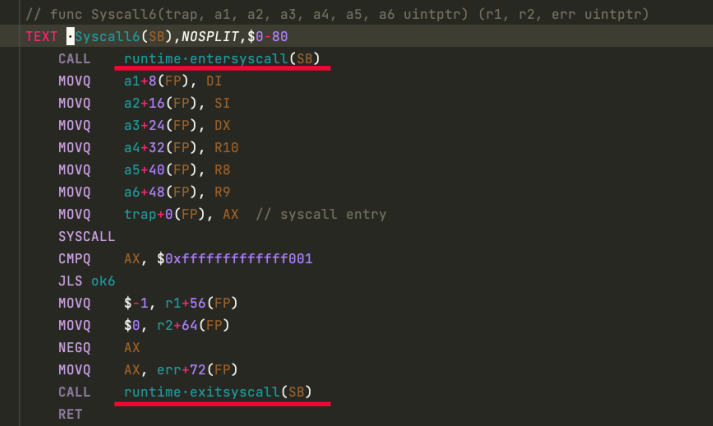 // func Syscall6(trap, a1, a2, a3, a4, a5, a6 uintptr) (r1, r2, err uintptr)
TEXT ·Syscall6(SB),NOSPLIT,$0-80
CALL runtime·entersyscall(SB)
MOVQ a1+8(FP), DI
MOVQ a2+16(FP), SI
MOVQ a3+24(FP), DX
MOVQ a4+32(FP), R10
MOVQ a5+40(FP), R8
MOVQ a6+48(FP), R9
MOVQ trap+0(FP), AX // syscall entry
SYSCALL
CMPQ AX, $0xfffffffffffff001
JLS ok6
MOVQ $-1, r1+56(FP)
MOVQ $0, r2+64(FP)
NEGQ AX
MOVQ AX, err+72(FP)
CALL runtime·exitsyscall(SB)
RET